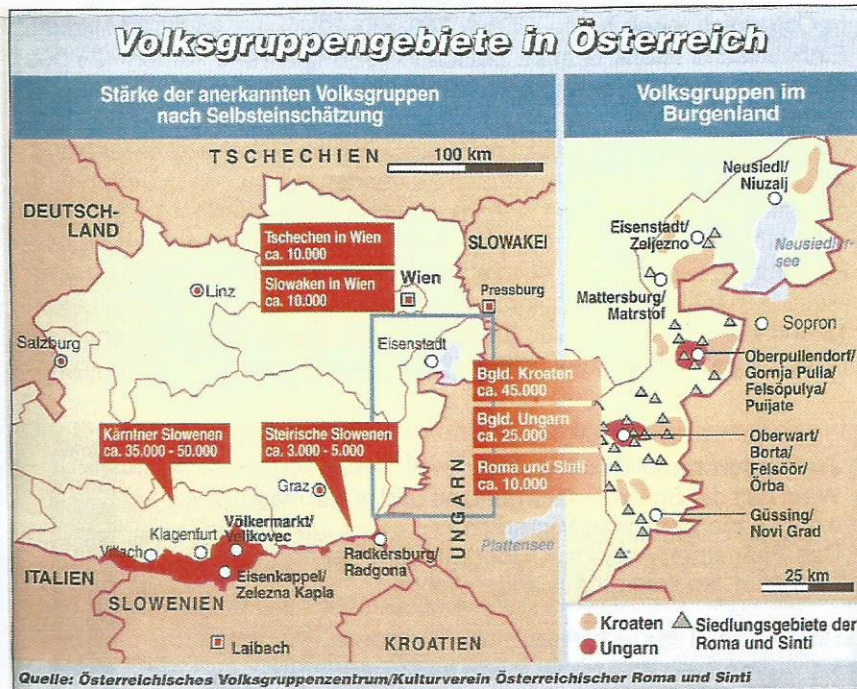 Volksgruppengebiete in Österreich
Stärke der anerkannten Volksgruppen
nach Selbsteinschätzung
TSCHECHIEN
100 km
DEUTSCH-
LAND
Tschechen in Wien
ca. 10.000
SLOWAKEI
Slowaken in Wien
ca. 10.000
Wien
Linz
Pressburg
Salzburg
Eisenstadt
Bgld. Kroaten
ca. 45.000
Bgld. Ungarn
ca. 25.000
Roma und Sinti
ca. 10.000
Kärntner Slowenen
ca. 35.000 - 50.000
Steirische Slowenen
ca. 3.000 - 5.000
Graz
UNGARN
Plattensee
Völkermarkt/
Velikovec
Klagenfurt
Villach
Radkersburg/
Radgona
ITALIEN
Eisenkappel/
Zelezna Kapla
SLOWENIEN
Laibach
KROATIEN
Volksgruppen im
Burgenland
Neusiedl/
Niuzalj
Eisenstadt/
Zeljezno
Neusiedler-
see
Mattersburg/
Matrstof
Sopron
Oberpullendorf/
Gornja Pulia/
Felsöpulya/
Puijate
Oberwart/
Borta/
Felsöör/
Örba
Güssing/
Novi Grad
25 km
Kroaten
Ungarn
Siedlungsgebiete der
Roma und Sinti
Quelle: Österreichisches Volksgruppenzentrum/Kulturverein Österreichischer Roma und Sinti